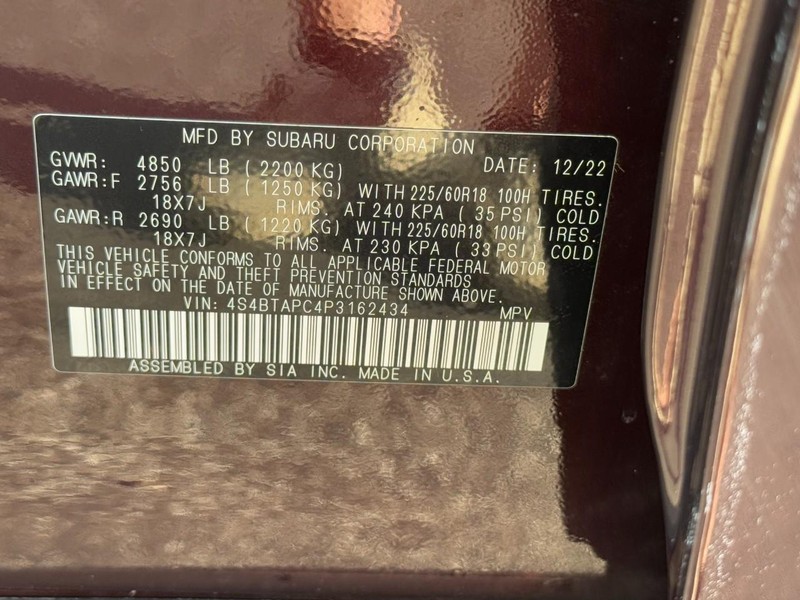 MFD BY SUBARU CORPORATION
GVWR: 4850 LB ( 2200 KG) DATE: 12/22
GAWR:F 2756 LB ( 1250 KG) WITH 225/60R18 100H TIRES.
18X7J RIMS. AT 240 KPA ( 35 PSI) COLD
GAWR:R 2690 LB ( 1220 KG) WITH 225/60R18 100H TIRES.
18X7J RIMS. AT 230 KPA ( 33 PSI) COLD
THIS VEHICLE CONFORMS TO ALL APPLICABLE FEDERAL MOTOR
VEHICLE SAFETY AND THEFT PREVENTION STANDARDS
IN EFFECT ON THE DATE OF MANUFACTURE SHOWN ABOVE.
VIN: 4S4BTAPC4P3162434 MPV
ASSEMBLED BY SIA INC. MADE IN U.S.A.